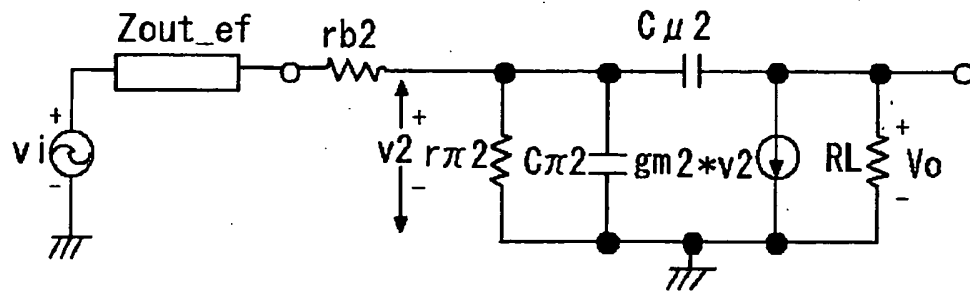 Zout_ef
rb2
Cμ2
vi
+
-
v2
+
-
rπ2
Cπ2
gm2*v2
RL
+
Vo
-